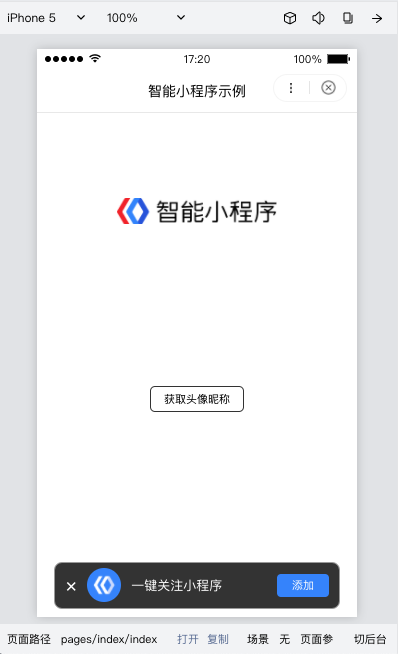 iPhone 5 100%
17:20 100%
智能小程序示例
智能小程序
获取头像昵称
一键关注小程序 添加
页面路径 pages/index/index 打开 复制 场景 无 页面参 切后台